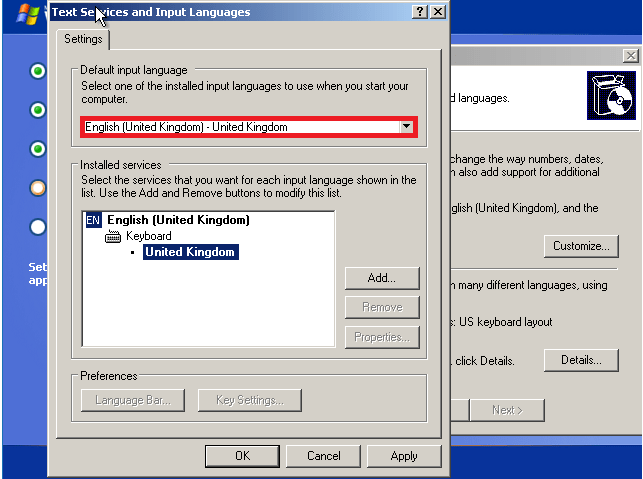 Text Services and Input Languages
Settings
Default input language
Select one of the installed input languages to use when you start your
computer.
English (United Kingdom) - United Kingdom
Installed services
Select the services that you want for each input language shown in the
list. Use the Add and Remove buttons to modify this list.
EN English (United Kingdom)
Keyboard
• United Kingdom
Add...
Remove
Properties...
Preferences
Language Bar...
Key Settings...
OK
Cancel
Apply
Set
app
d languages.
change the way numbers, dates,
n also add support for additional
glish (United Kingdom), and the
Customize...
n many different languages, using
s: US keyboard layout
, click Details.
Details...
Next >